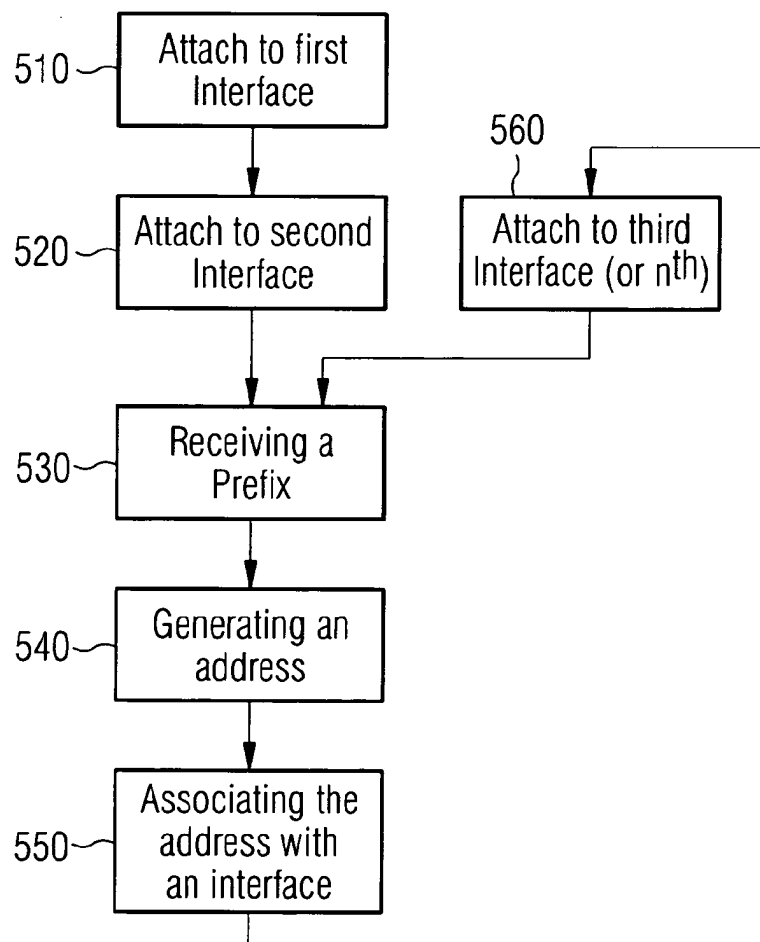 510
Attach to first
Interface
560
520
Attach to second
Interface
Attach to third
Interface (or nth)
530
Receiving a
Prefix
540
Generating an
address
550
Associating the
address with
an interface